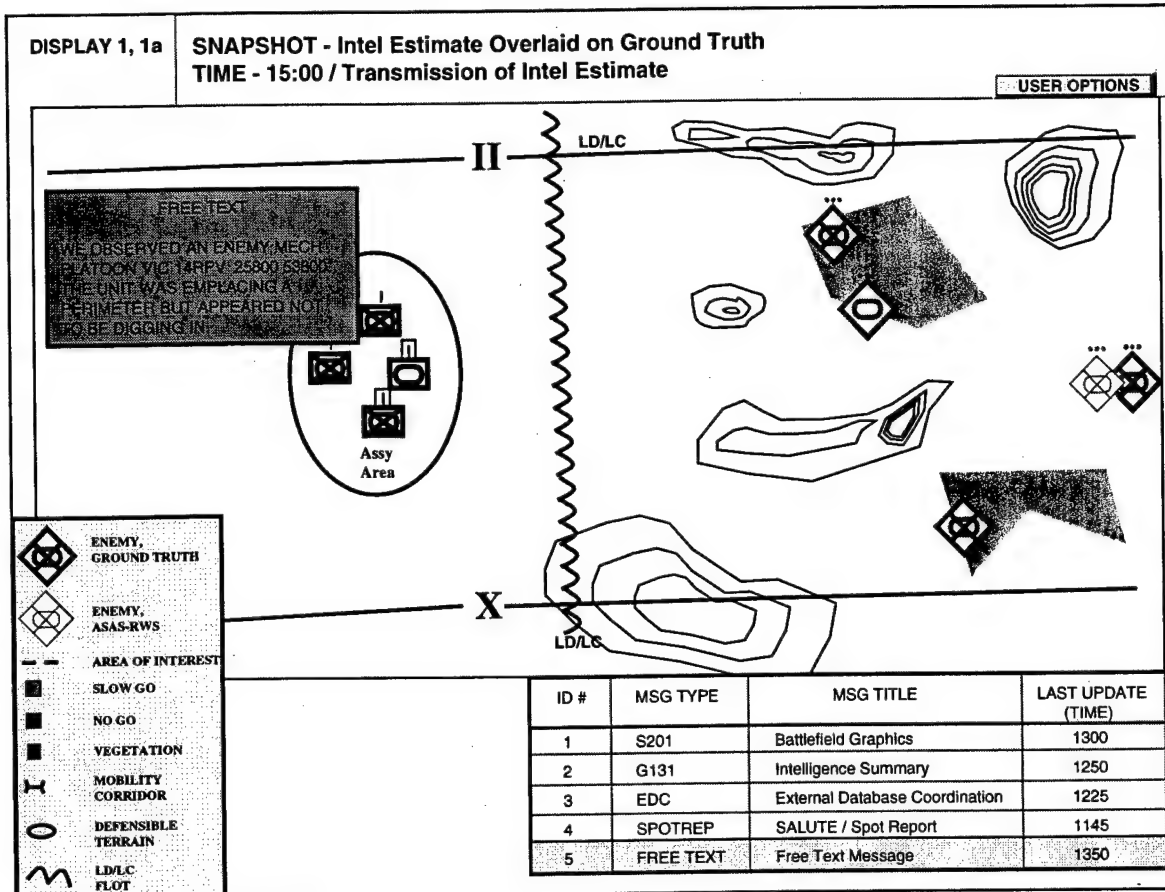 DISPLAY 1, 1a
SNAPSHOT - Intel Estimate Overlaid on Ground Truth
TIME - 15:00 / Transmission of Intel Estimate
USER OPTIONS
II
LD/LC
FREE TEXT
WE OBSERVED AN ENEMY MECH
PLATOON VIC 14RPV 25800 53800
THE UNIT WAS EMPLACING A
PERIMETER BUT APPEARED NOT
TO BE DIGGING IN
Assy
Area
X
LD/LC
ENEMY,
GROUND TRUTH
ENEMY,
ASAS-RWS
AREA OF INTEREST
SLOW GO
NO GO
VEGETATION
MOBILITY
CORRIDOR
DEFENSIBLE
TERRAIN
LD/LC
FLOT
ID # MSG TYPE MSG TITLE LAST UPDATE
(TIME)
1 S201 Battlefield Graphics 1300
2 G131 Intelligence Summary 1250
3 EDC External Database Coordination 1225
4 SPOTREP SALUTE / Spot Report 1145
5 FREE TEXT Free Text Message 1350